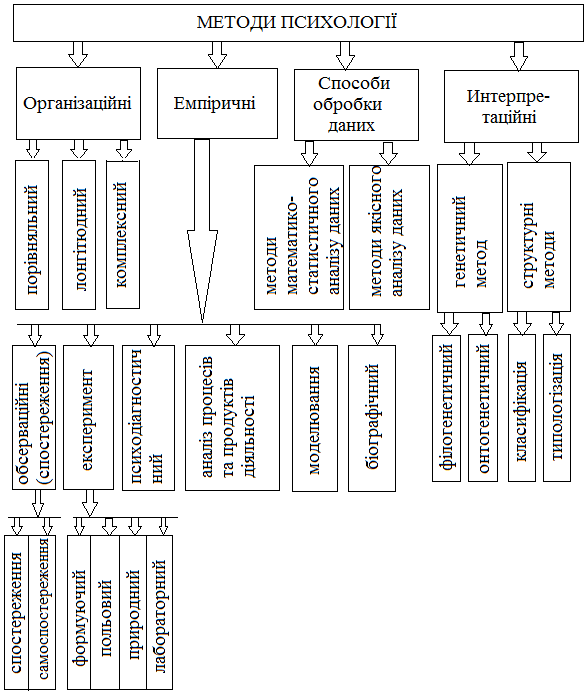 МЕТОДИ ПСИХОЛОГІЇ
Організаційні
Емпіричні
Способи
обробки
даних
Интерпре-
таційні
порівняльний
лонгітюдний
комплексний
методи
математико-
статистичного
аналізу даних
методи якісного
аналізу даних
генетичний
метод
структурні
методи
філогенетичний
онтогенетичний
класифікація
типологізація
обсерваційні
(спостереження)
експеримент
психодіагностич
ний
аналіз процесів
та продуктів
діяльності
моделювання
біографічний
спостереження
самоспостереження
формуючий
польовий
природний
лабораторний